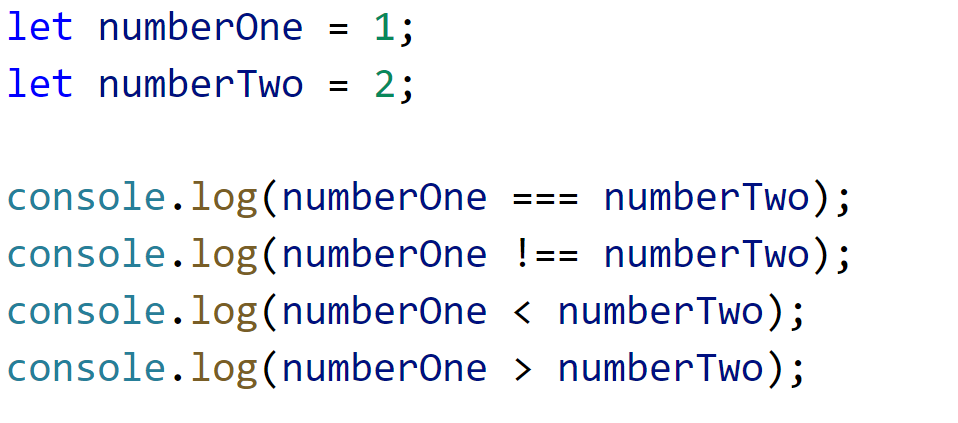 let numberOne = 1;
let numberTwo = 2;
console.log(numberOne === numberTwo);
console.log(numberOne !== numberTwo);
console.log(numberOne < numberTwo);
console.log(numberOne > numberTwo);